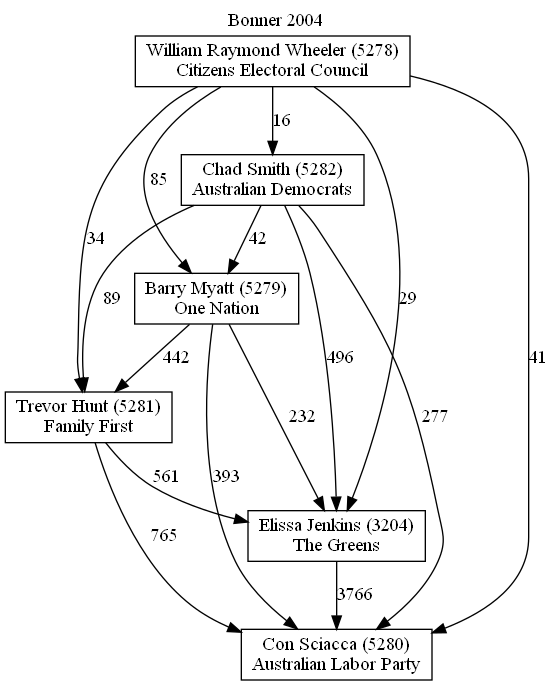 Bonner 2004
William Raymond Wheeler (5278)
Citizens Electoral Council
16
Chad Smith (5282)
Australian Democrats
85
34
42
89
Barry Myatt (5279)
One Nation
29
496
41
442
Trevor Hunt (5281)
Family First
232
277
561
393
765
Elissa Jenkins (3204)
The Greens
3766
Con Sciacca (5280)
Australian Labor Party